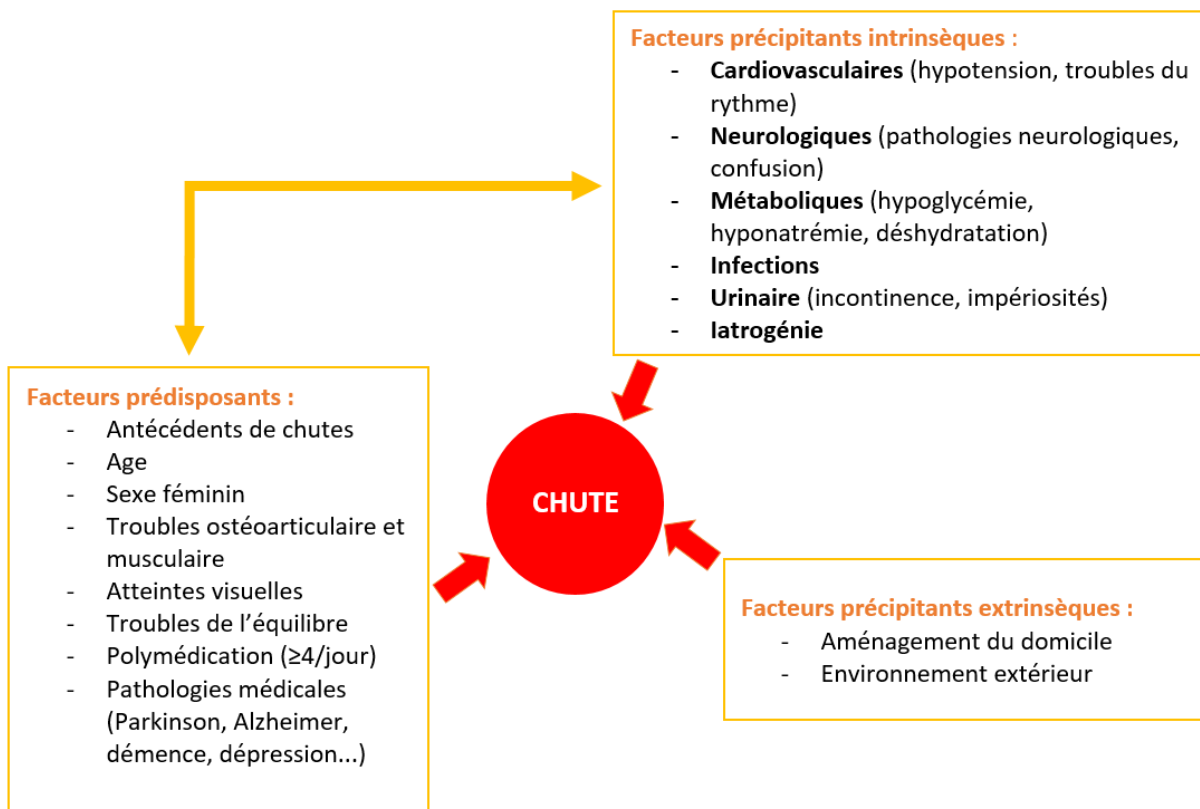 Facteurs précipitants intrinsèques :
- Cardiovasculaires (hypotension, troubles du
rythme)
- Neurologiques (pathologies neurologiques,
confusion)
- Métaboliques (hypoglycémie,
hyponatrémie, déshydratation)
- Infections
- Urinaire (incontinence, impériosités)
- Iatrogénie
Facteurs prédisposants :
- Antécédents de chutes
- Age
- Sexe féminin
- Troubles ostéoarticulaire et
musculaire
- Atteintes visuelles
- Troubles de l'équilibre
- Polymédication (≥4/jour)
- Pathologies médicales
(Parkinson, Alzheimer,
démence, dépression...)
CHUTE
Facteurs précipitants extrinsèques :
- Aménagement du domicile
- Environnement extérieur